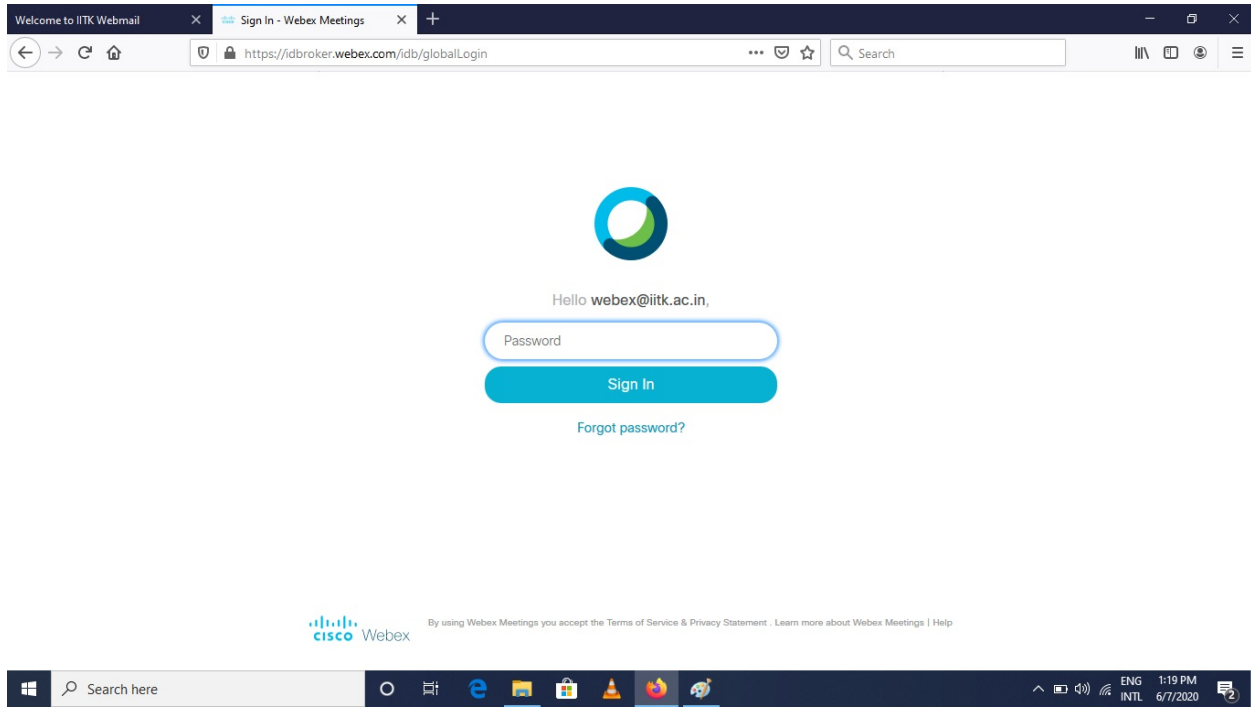 Welcome to IITK Webmail
Sign In - Webex Meetings
https://idbroker.webex.com/idb/globalLogin
Search
Hello webex@iitk.ac.in,
Password
Sign In
Forgot password?
cisco Webex
By using Webex Meetings you accept the Terms of Service & Privacy Statement . Learn more about Webex Meetings | Help
Search here
ENG 1:19 PM
INTL 6/7/2020
2